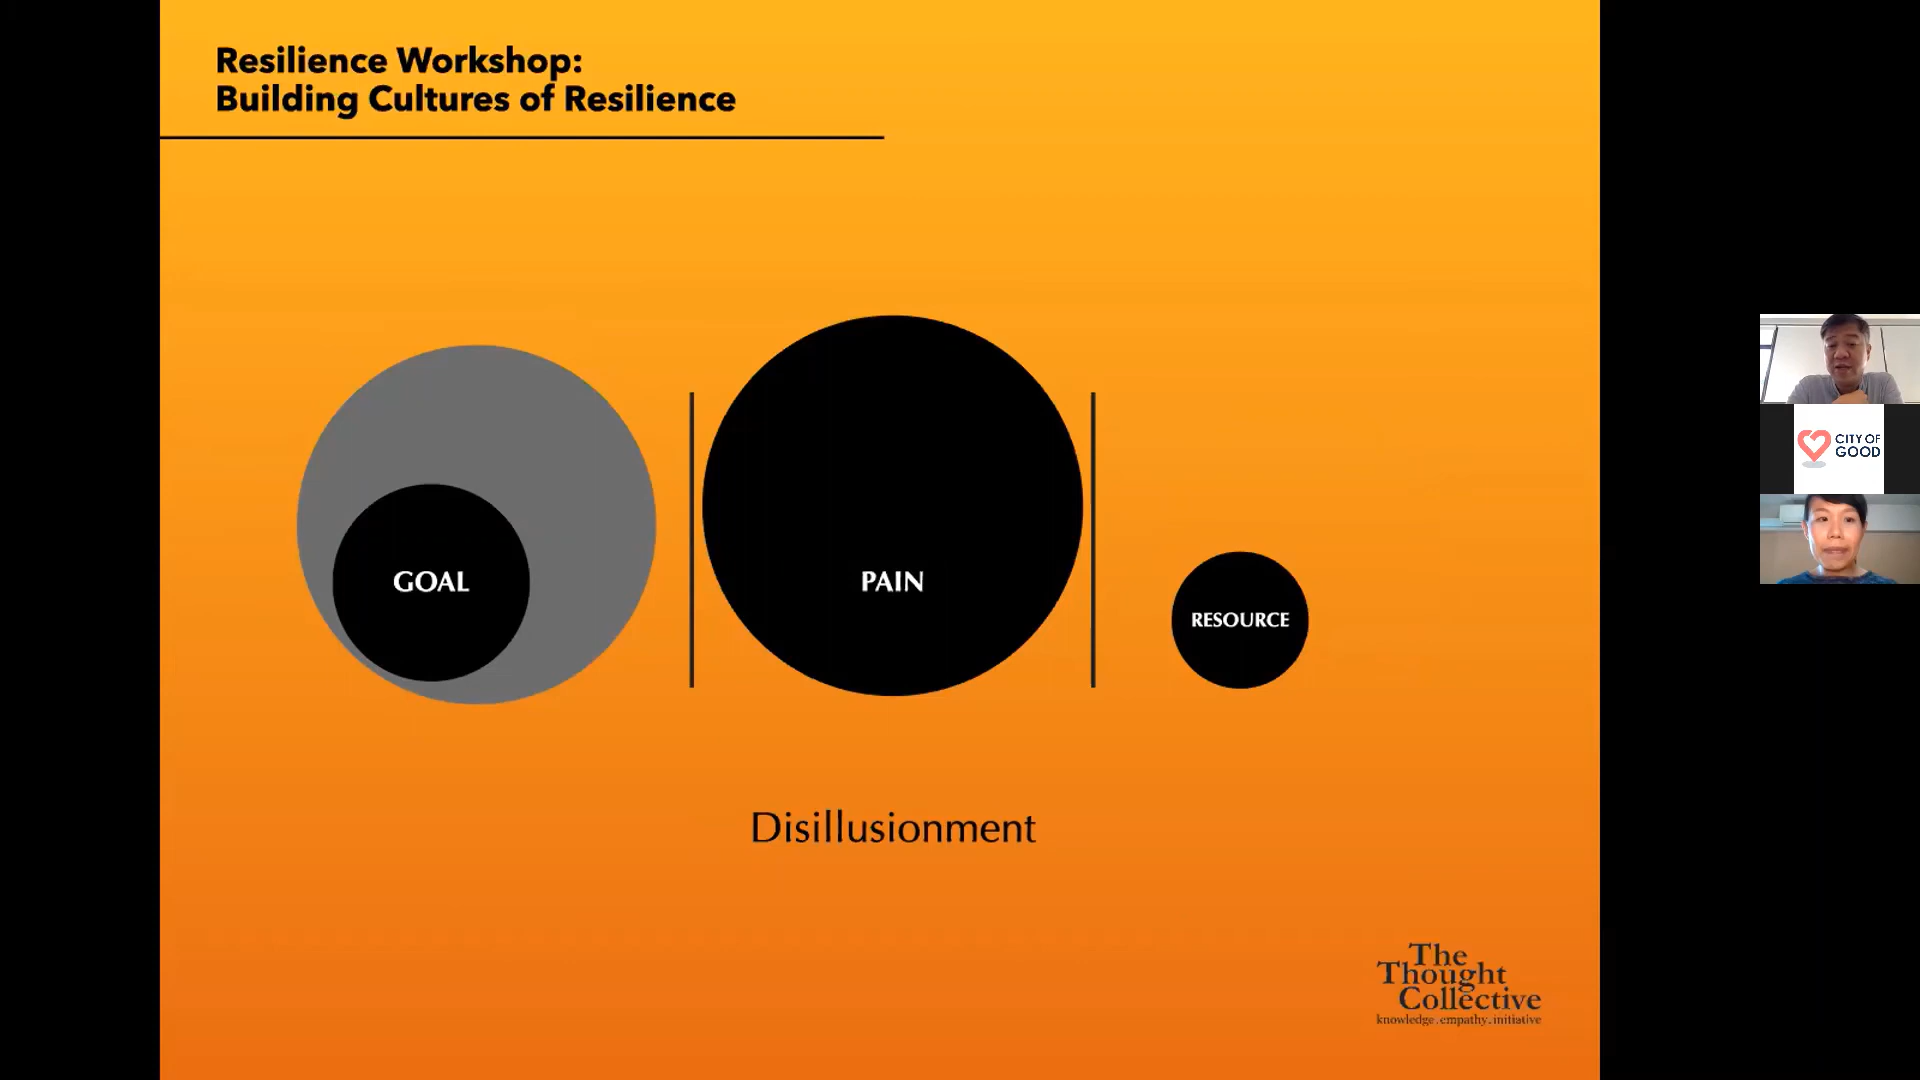 Resilience Workshop:
Building Cultures of Resilience
GOAL
PAIN
RESOURCE
Disillusionment
The
Thought
Collective
knowledge.empathy.initiative
CITY OF
GOOD